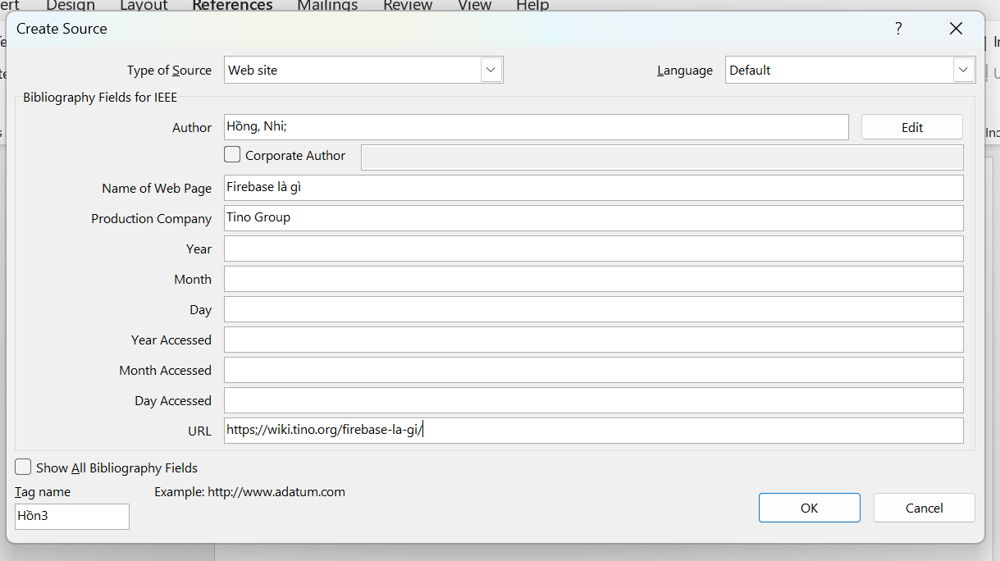 ert Design Layout References Mailings Review View Help
Create Source ?
Type of Source Web site Language Default
Bibliography Fields for IEEE
Author Hồng, Nhi; Edit
Corporate Author
Name of Web Page Firebase là gì
Production Company Tino Group
Year
Month
Day
Year Accessed
Month Accessed
Day Accessed
URL https;//wiki.tino.org/firebase-la-gi/
Show All Bibliography Fields
Tag name Example: http://www.adatum.com
Hồn3 OK Cancel